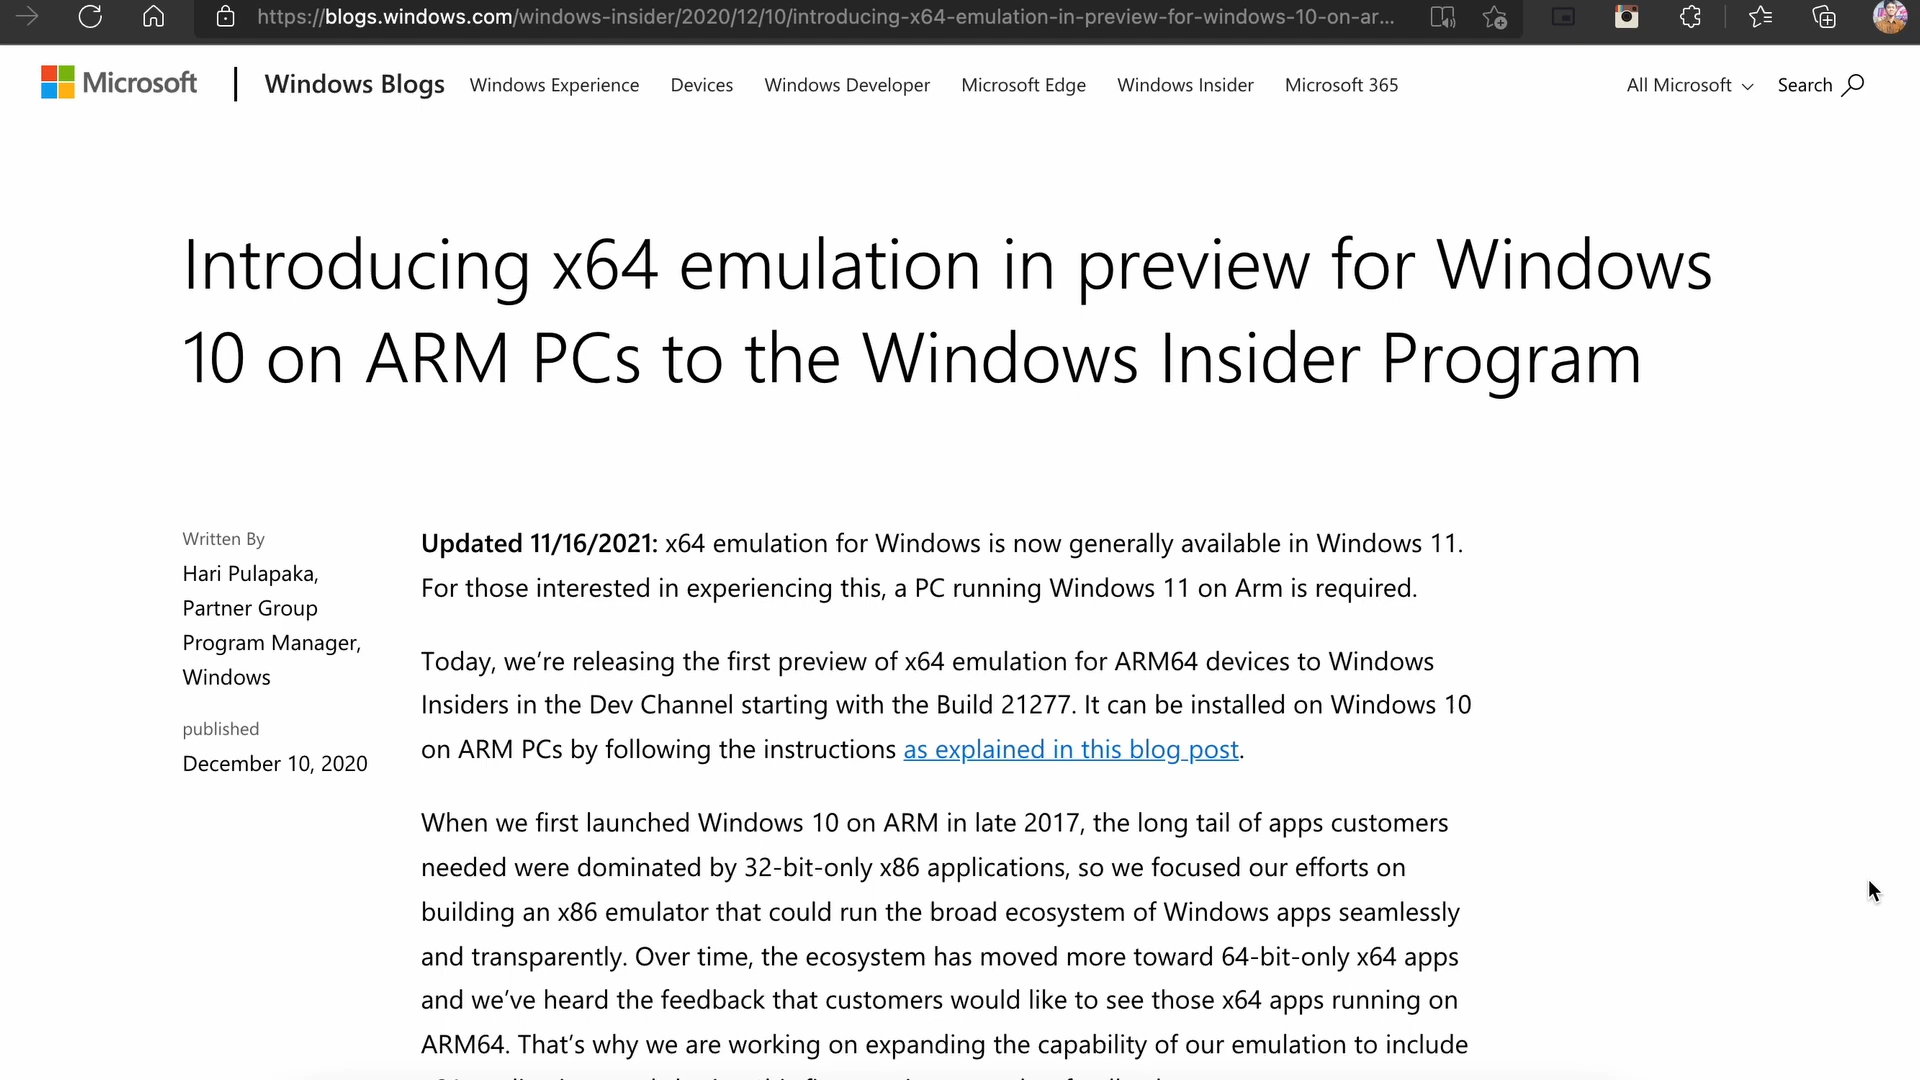 https://blogs.windows.com/windows-insider/2020/12/10/introducing-x64-emulation-in-preview-for-windows-10-on-ar...
Microsoft | Windows Blogs Windows Experience Devices Windows Developer Microsoft Edge Windows Insider Microsoft 365 All Microsoft Search
Introducing x64 emulation in preview for Windows
10 on ARM PCs to the Windows Insider Program
Written By
Hari Pulapaka,
Partner Group
Program Manager,
Windows
published
December 10, 2020
Updated 11/16/2021: x64 emulation for Windows is now generally available in Windows 11.
For those interested in experiencing this, a PC running Windows 11 on Arm is required.
Today, we’re releasing the first preview of x64 emulation for ARM64 devices to Windows
Insiders in the Dev Channel starting with the Build 21277. It can be installed on Windows 10
on ARM PCs by following the instructions as explained in this blog post.
When we first launched Windows 10 on ARM in late 2017, the long tail of apps customers
needed were dominated by 32-bit-only x86 applications, so we focused our efforts on
building an x86 emulator that could run the broad ecosystem of Windows apps seamlessly
and transparently. Over time, the ecosystem has moved more toward 64-bit-only x64 apps
and we’ve heard the feedback that customers would like to see those x64 apps running on
ARM64. That’s why we are working on expanding the capability of our emulation to include